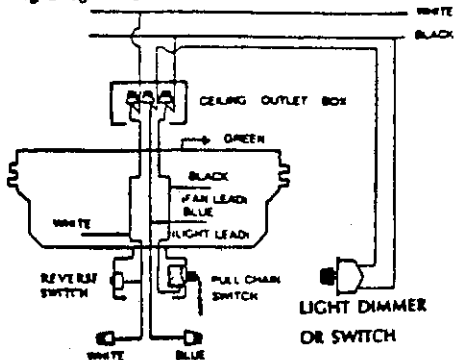 WHITE
BLACK
CEILING OUTLET BOX
GREEN
BLACK
(FAN LEAD)
BLUE
WHITE
(LIGHT LEAD)
REVERSE
SWITCH
PULL CHAIN
SWITCH
LIGHT DIMMER
OR SWITCH
WHITE
BLUE